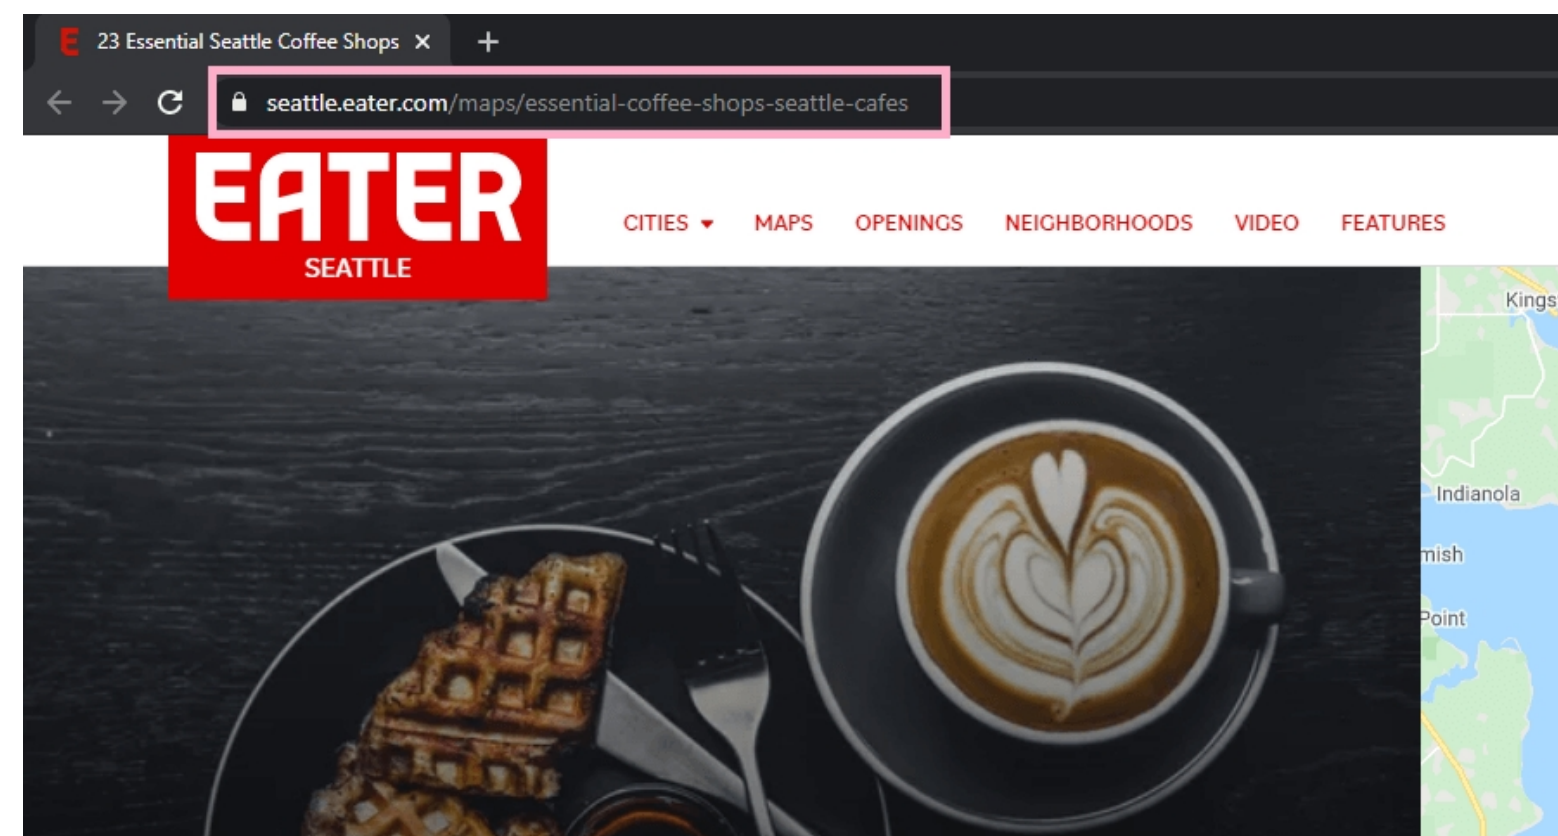 E 23 Essential Seattle Coffee Shops
seattle.eater.com/maps/essential-coffee-shops-seattle-cafes
EATER
SEATTLE
CITIES MAPS OPENINGS NEIGHBORHOODS VIDEO FEATURES
Kings
Indianola
mish
Point